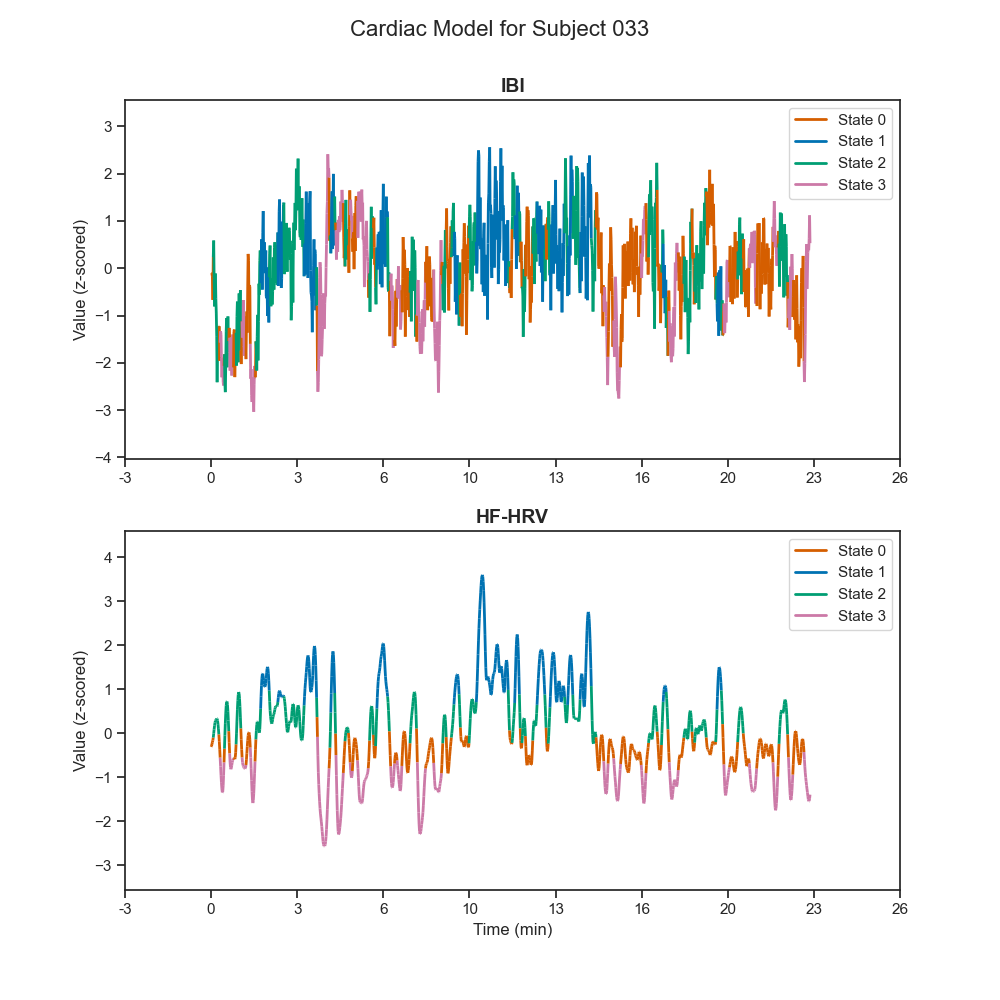 Cardiac Model for Subject 033
IBI
Value (z-scored)
3
2
1
0
−1
−2
−3
−4
-3
0
3
6
10
13
16
20
23
26
State 0
State 1
State 2
State 3
HF-HRV
Value (z-scored)
4
3
2
1
0
−1
−2
−3
-3
0
3
6
10
13
16
20
23
26
State 0
State 1
State 2
State 3
Time (min)